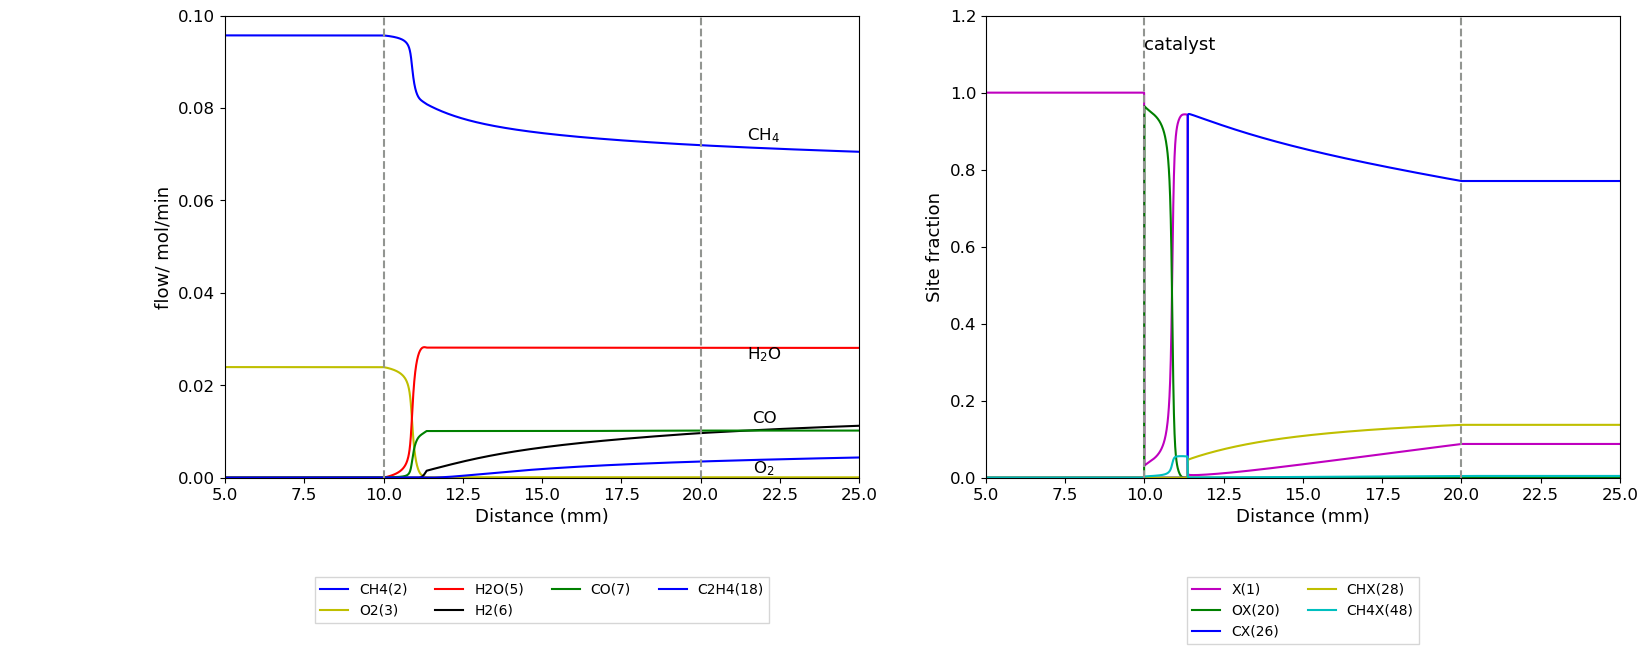 0.10
0.08
0.06
0.04
0.02
0.00
flow/ mol/min
CH4
H2O
CO
O2
5.0 7.5 10.0 12.5 15.0 17.5 20.0 22.5 25.0
Distance (mm)
CH4(2) H2O(5) CO(7) C2H4(18)
O2(3) H2(6)
1.2
1.0
0.8
0.6
0.4
0.2
0.0
Site fraction
catalyst
5.0 7.5 10.0 12.5 15.0 17.5 20.0 22.5 25.0
Distance (mm)
X(1) CHX(28)
OX(20) CH4X(48)
CX(26)